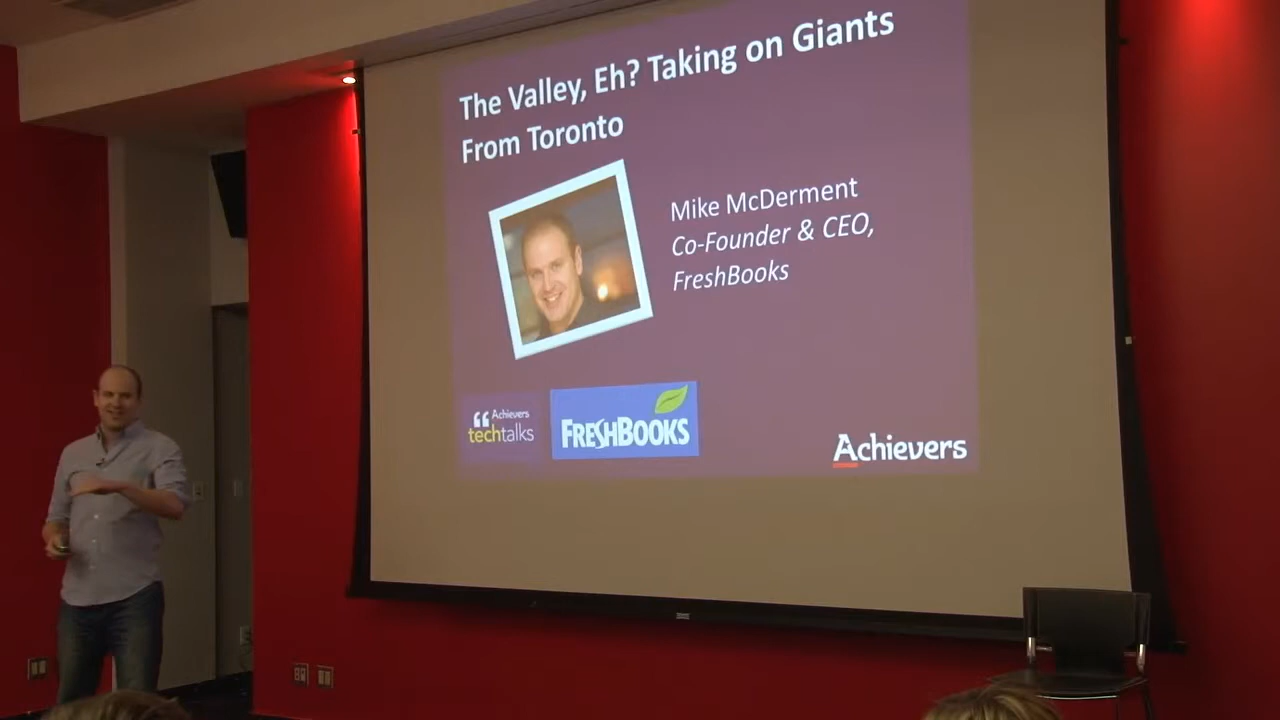 The Valley, Eh? Taking on Giants
From Toronto
Mike McDerment
Co-Founder & CEO,
FreshBooks
Achievers
techtalks
FRESHBOOKS
Achievers